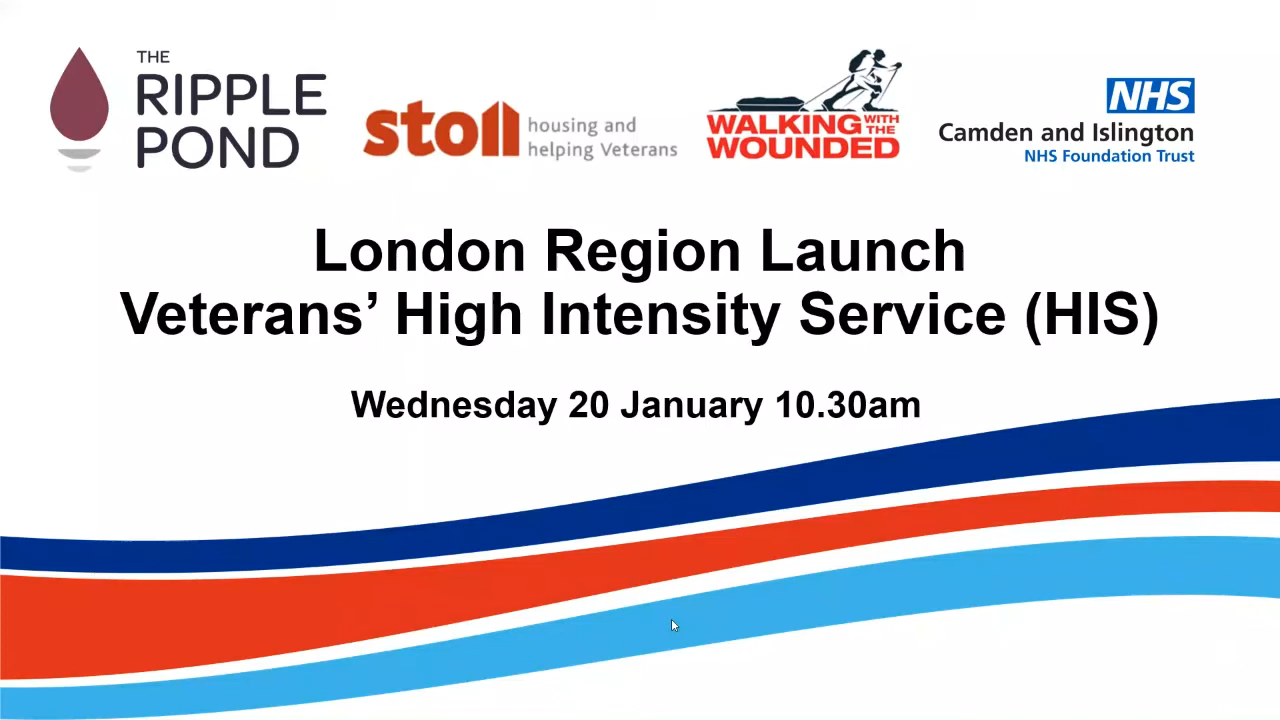 THE
RIPPLE
POND
stoll
housing and
helping Veterans
WALKING WITH THE
WOUNDED
NHS
Camden and Islington
NHS Foundation Trust
London Region Launch
Veterans’ High Intensity Service (HIS)
Wednesday 20 January 10.30am